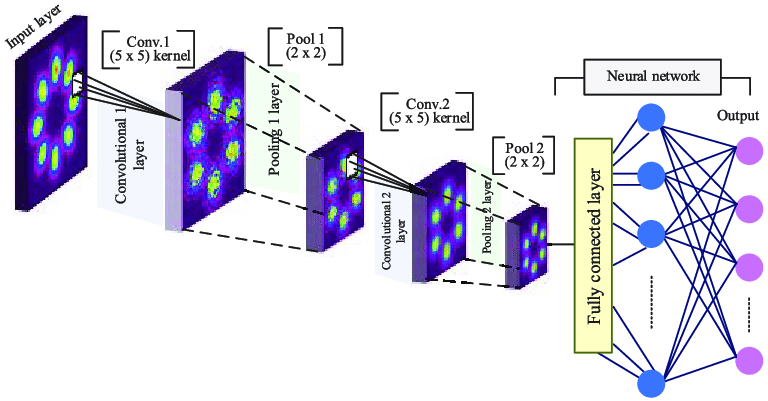 Input layer
Conv.1
(5 x 5) kernel
Convolutional 1
layer
Pool 1
(2 x 2)
Pooling 1 layer
Conv.2
(5 x 5) kernel
Convolutional 2
layer
Pool 2
(2 x 2)
Pooling 2 layer
Neural network
Fully connected layer
Output